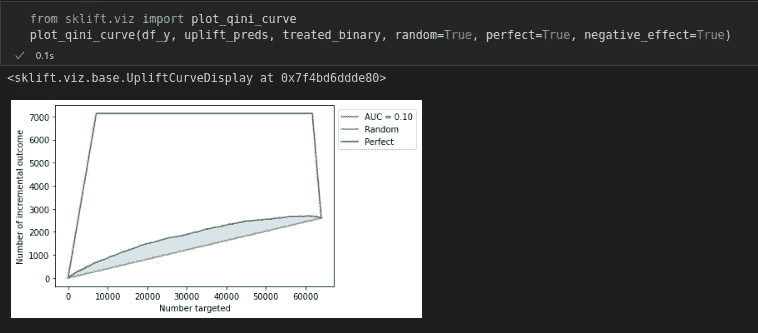 from sklift.viz import plot_qini_curve
plot_qini_curve(df_y, uplift_preds, treated_binary, random=True, perfect=True, negative_effect=True)
✓ 0.1s
<sklift.viz.base.UpliftCurveDisplay at 0x7f4bd6ddde80>
AUC = 0.10
Random
Perfect
Number of incremental outcome
7000
6000
5000
4000
3000
2000
1000
0
0 10000 20000 30000 40000 50000 60000
Number targeted